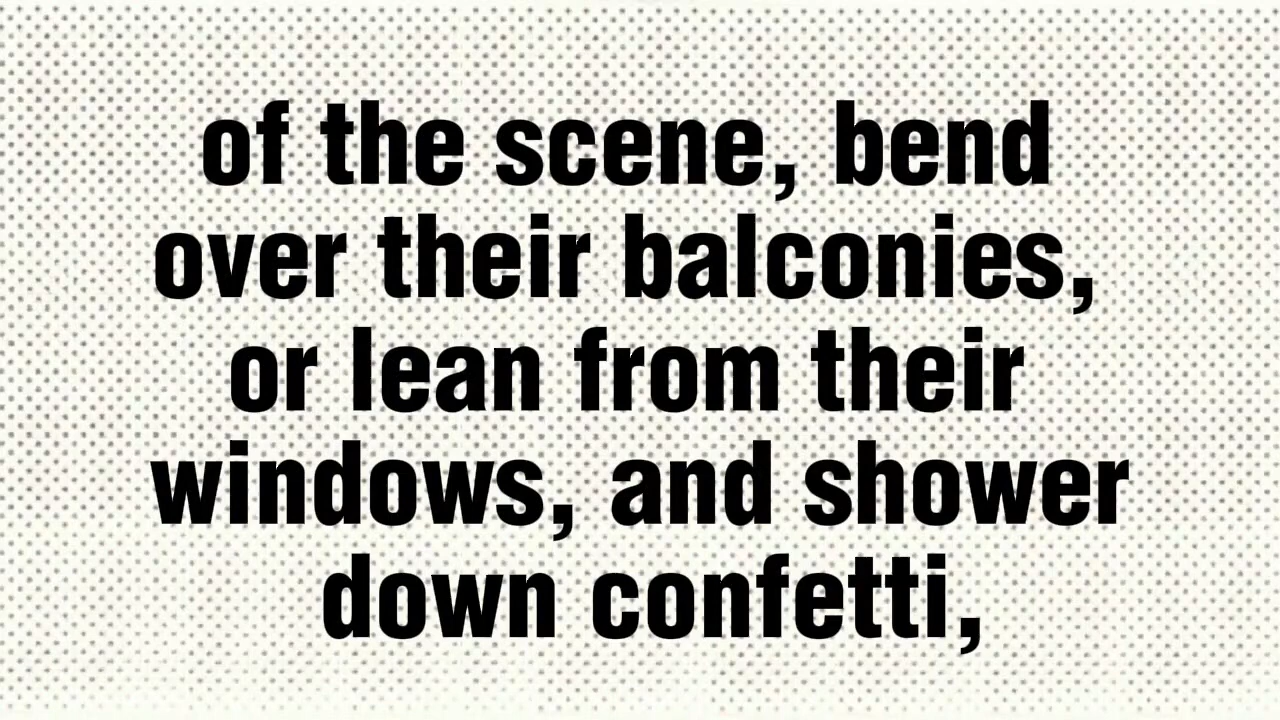 of the scene, bend
over their balconies,
or lean from their
windows, and shower
down confetti,